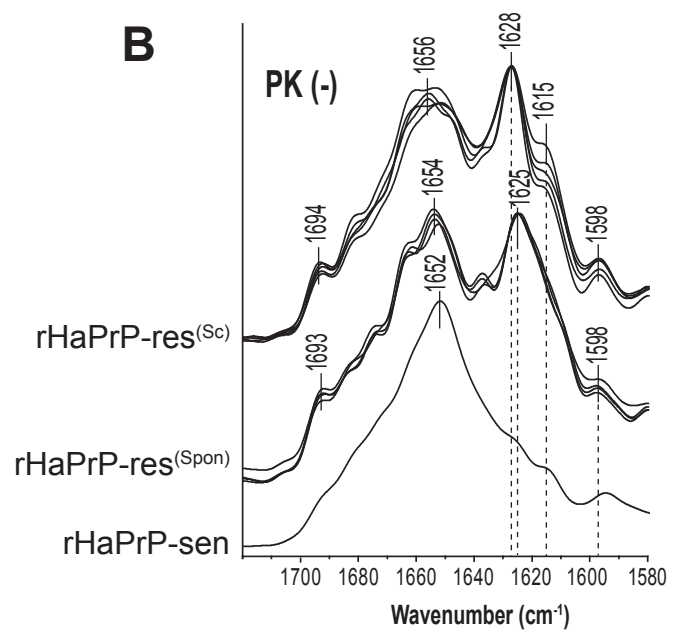 B
PK (-)
1694
1656
1628
1615
1598
rHaPrP-res(Sc)
1693
1654
1625
1598
rHaPrP-res(Spon)
1652
rHaPrP-sen
1700 1680 1660 1640 1620 1600 1580
Wavenumber (cm-1)